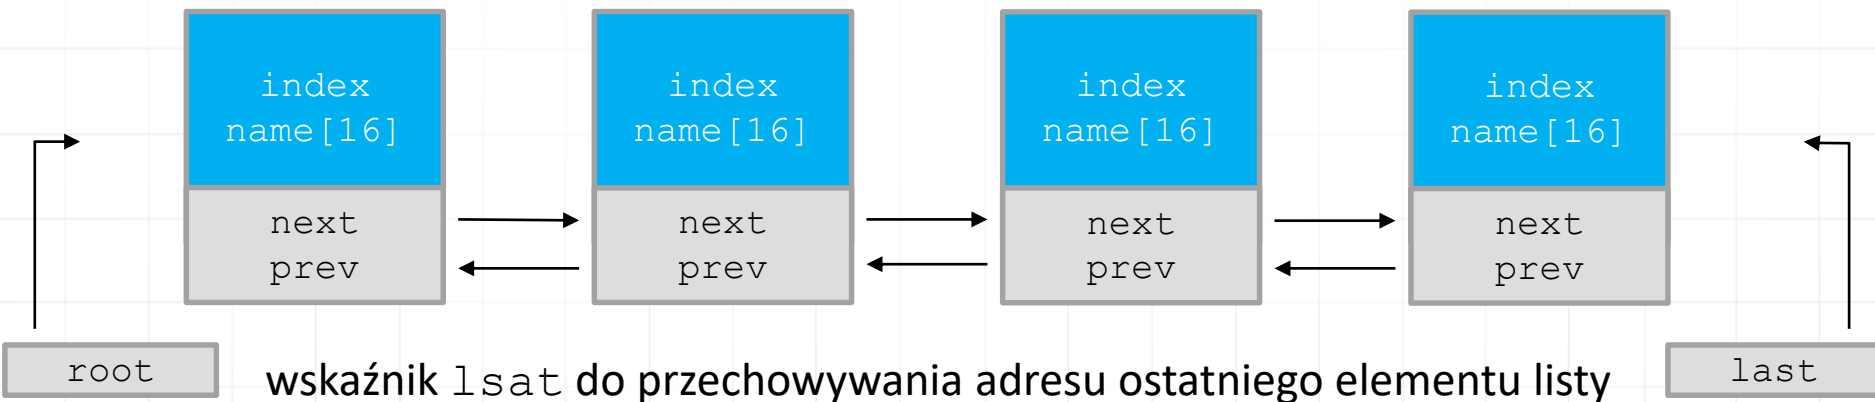 index
name[16]
next
prev
index
name[16]
next
prev
index
name[16]
next
prev
index
name[16]
next
prev
root
wskaźnik lsat do przechowywania adresu ostatniego elementu listy
last